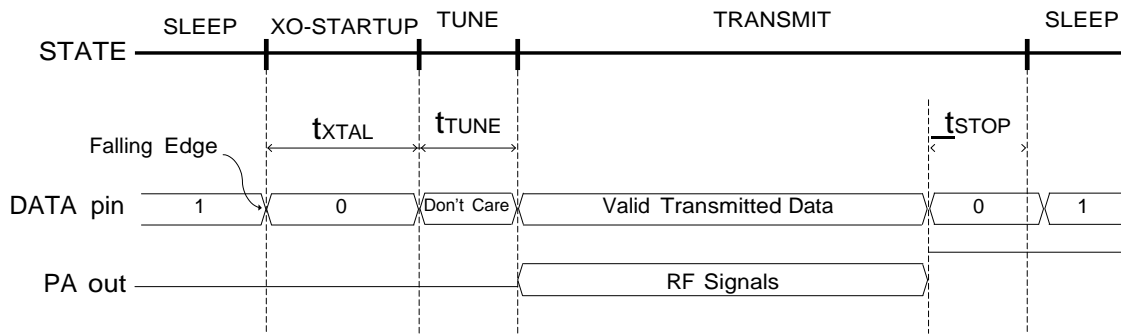 SLEEP XO-STARTUP TUNE TRANSMIT SLEEP
STATE
tXTAL tTUNE tSTOP
Falling Edge
DATA pin 1 0 Don't Care Valid Transmitted Data 0 1
PA out RF Signals